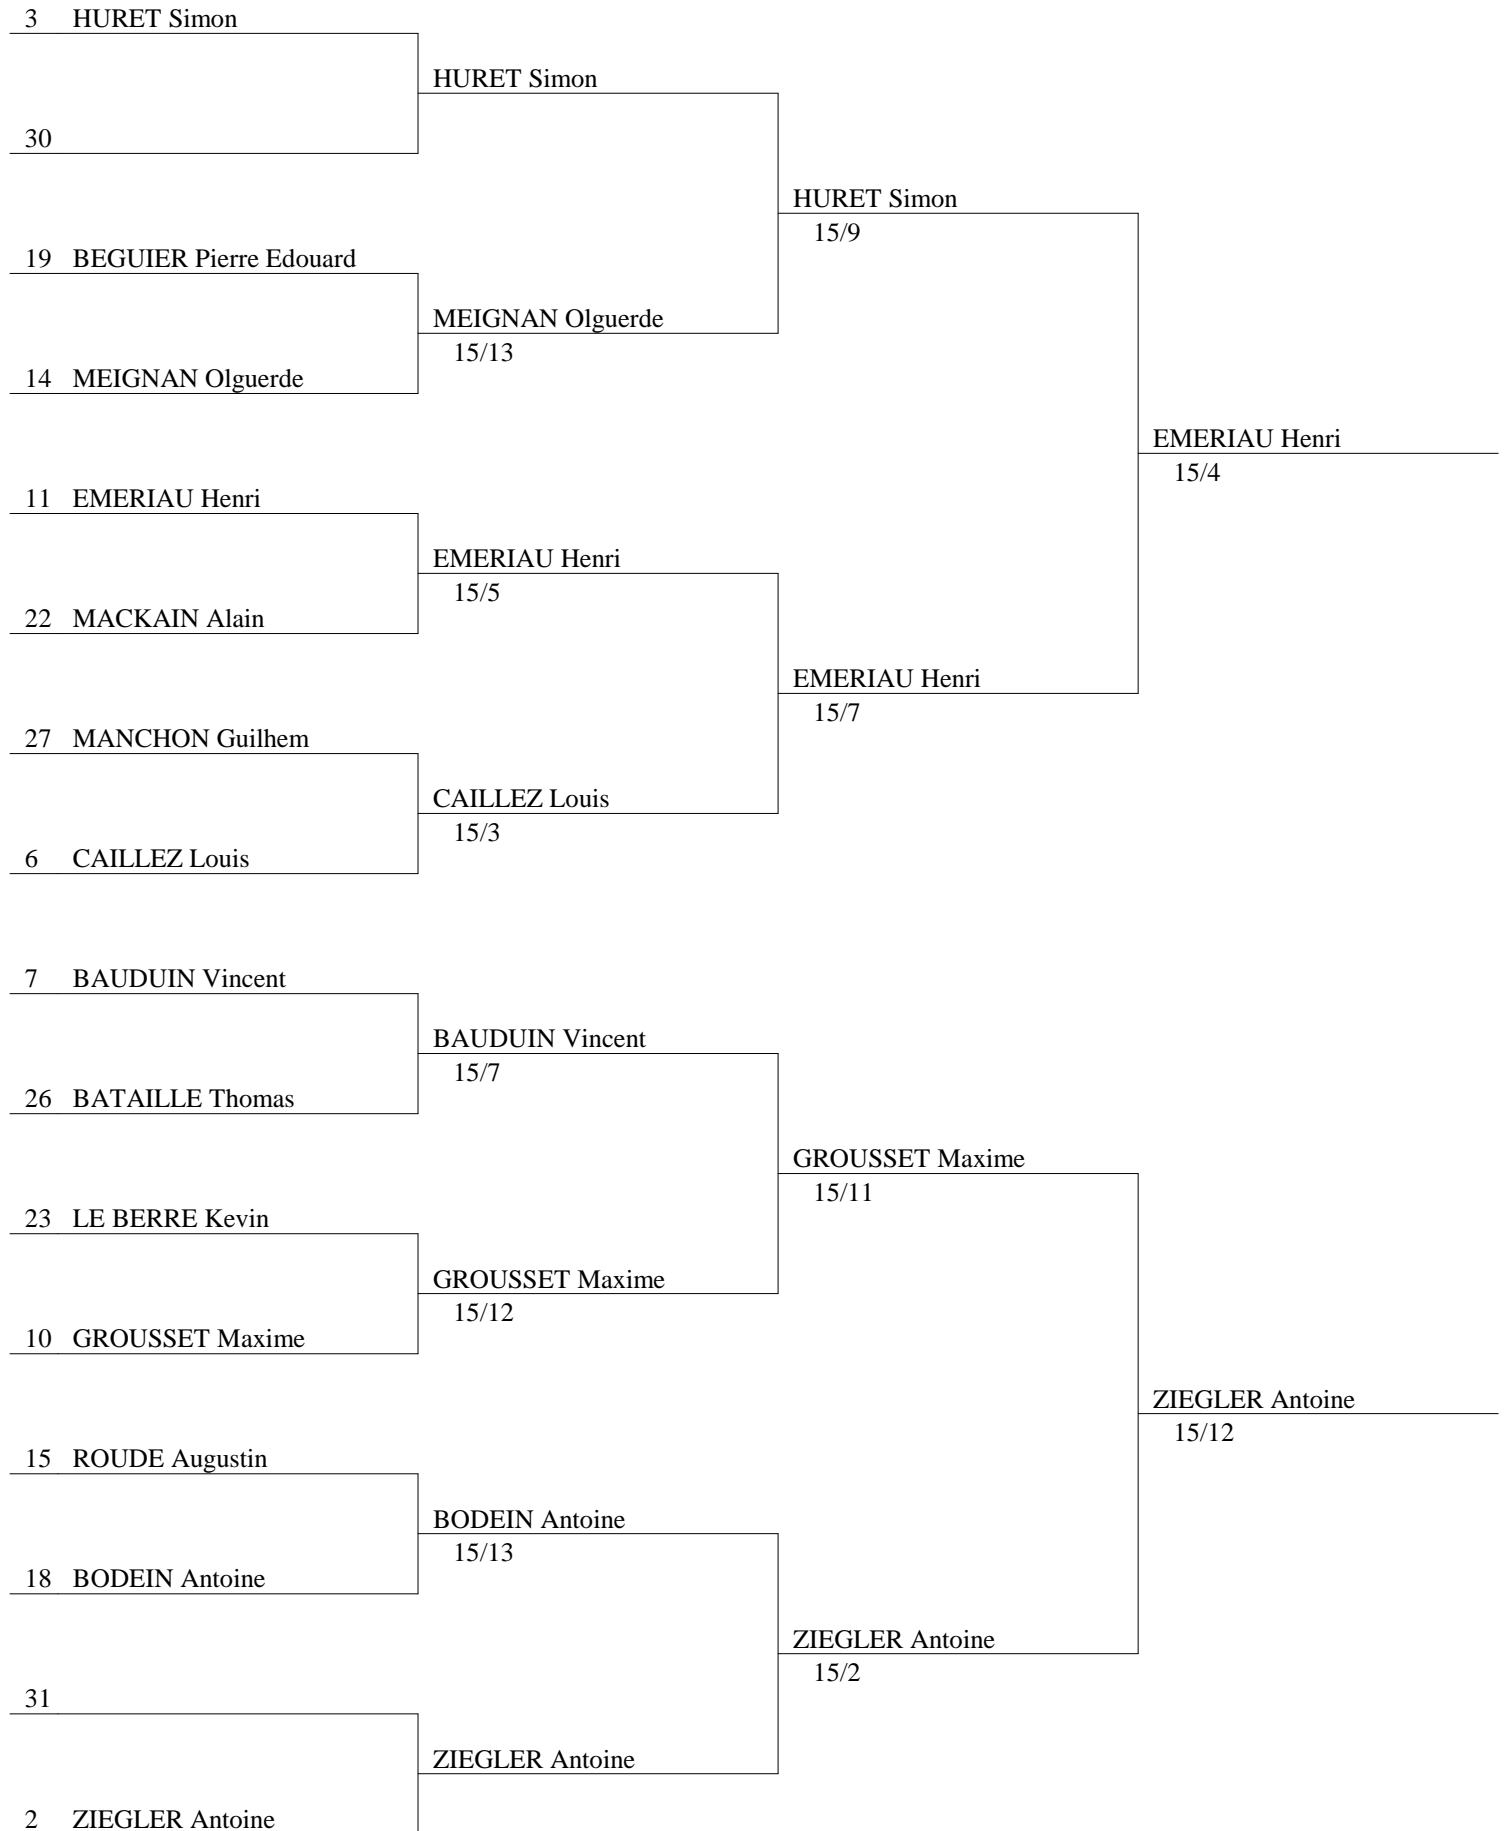 3 HURET Simon
HURET Simon
30
HURET Simon
15/9
19 BEGUIER Pierre Edouard
MEIGNAN Olguerde
15/13
14 MEIGNAN Olguerde
EMERIAU Henri
15/4
11 EMERIAU Henri
EMERIAU Henri
15/5
22 MACKAIN Alain
EMERIAU Henri
15/7
27 MANCHON Guilhem
CAILLEZ Louis
15/3
6 CAILLEZ Louis
7 BAUDUIN Vincent
BAUDUIN Vincent
15/7
26 BATAILLE Thomas
GROUSSET Maxime
15/11
23 LE BERRE Kevin
GROUSSET Maxime
15/12
10 GROUSSET Maxime
ZIEGLER Antoine
15/12
15 ROUDE Augustin
BODEIN Antoine
15/13
18 BODEIN Antoine
ZIEGLER Antoine
15/2
31
ZIEGLER Antoine
2 ZIEGLER Antoine